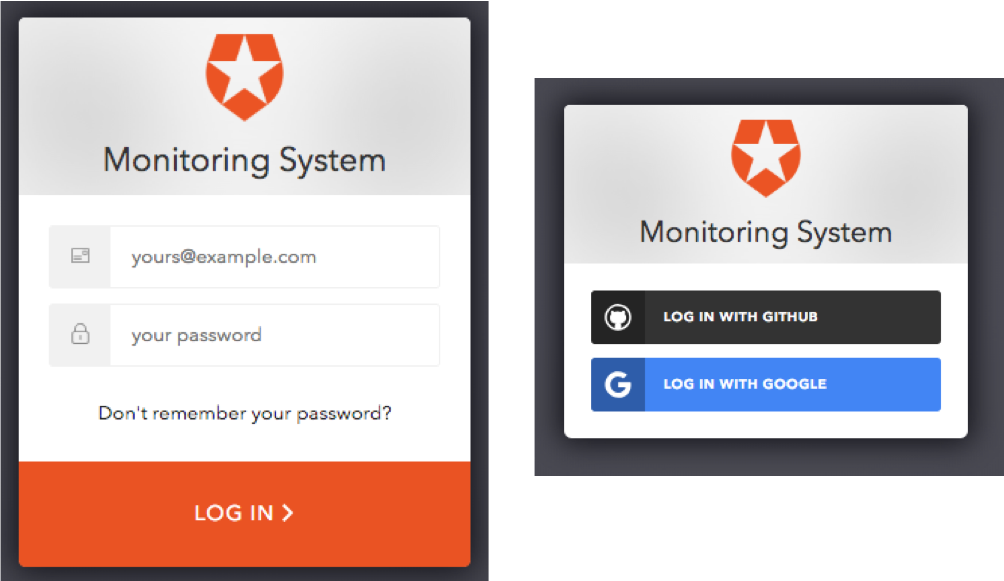 Monitoring System
yours@example.com
your password
Don't remember your password?
LOG IN
Monitoring System
LOG IN WITH GITHUB
LOG IN WITH GOOGLE